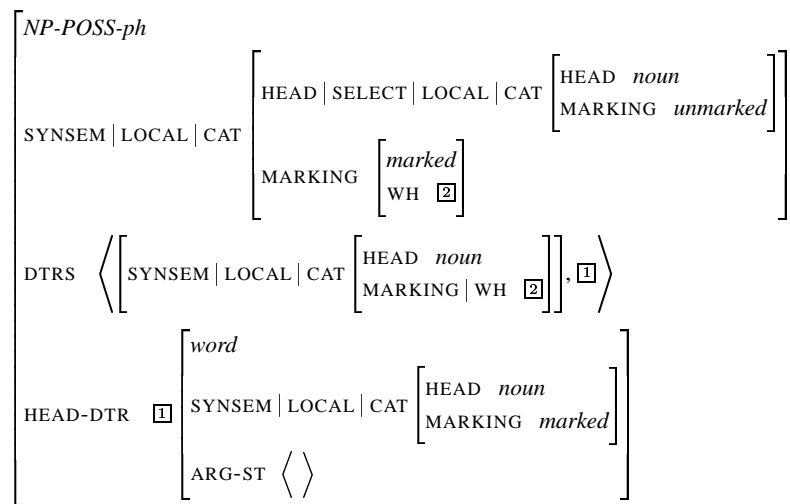 NP-POSS-ph
HEAD | SELECT | LOCAL | CAT [HEAD noun
MARKING unmarked]
SYNSEM | LOCAL | CAT
MARKING [marked
WH 2]
DTRS ⟨[SYNSEM | LOCAL | CAT [HEAD noun
MARKING | WH 2]], 1⟩
word
SYNSEM | LOCAL | CAT [HEAD noun
MARKING marked]
HEAD-DTR 1
ARG-ST ⟨ ⟩